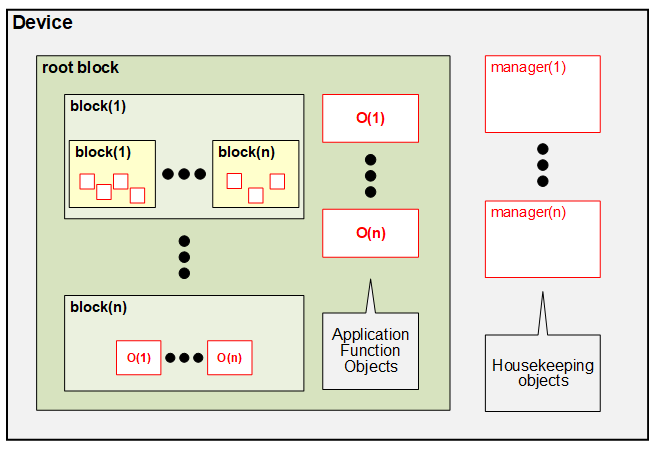 Device
root block
manager(1)
block(1)
O(1)
block(1)
block(n)
manager(n)
O(n)
block(n)
Application
Function
Objects
O(1)
O(n)
Housekeeping
objects